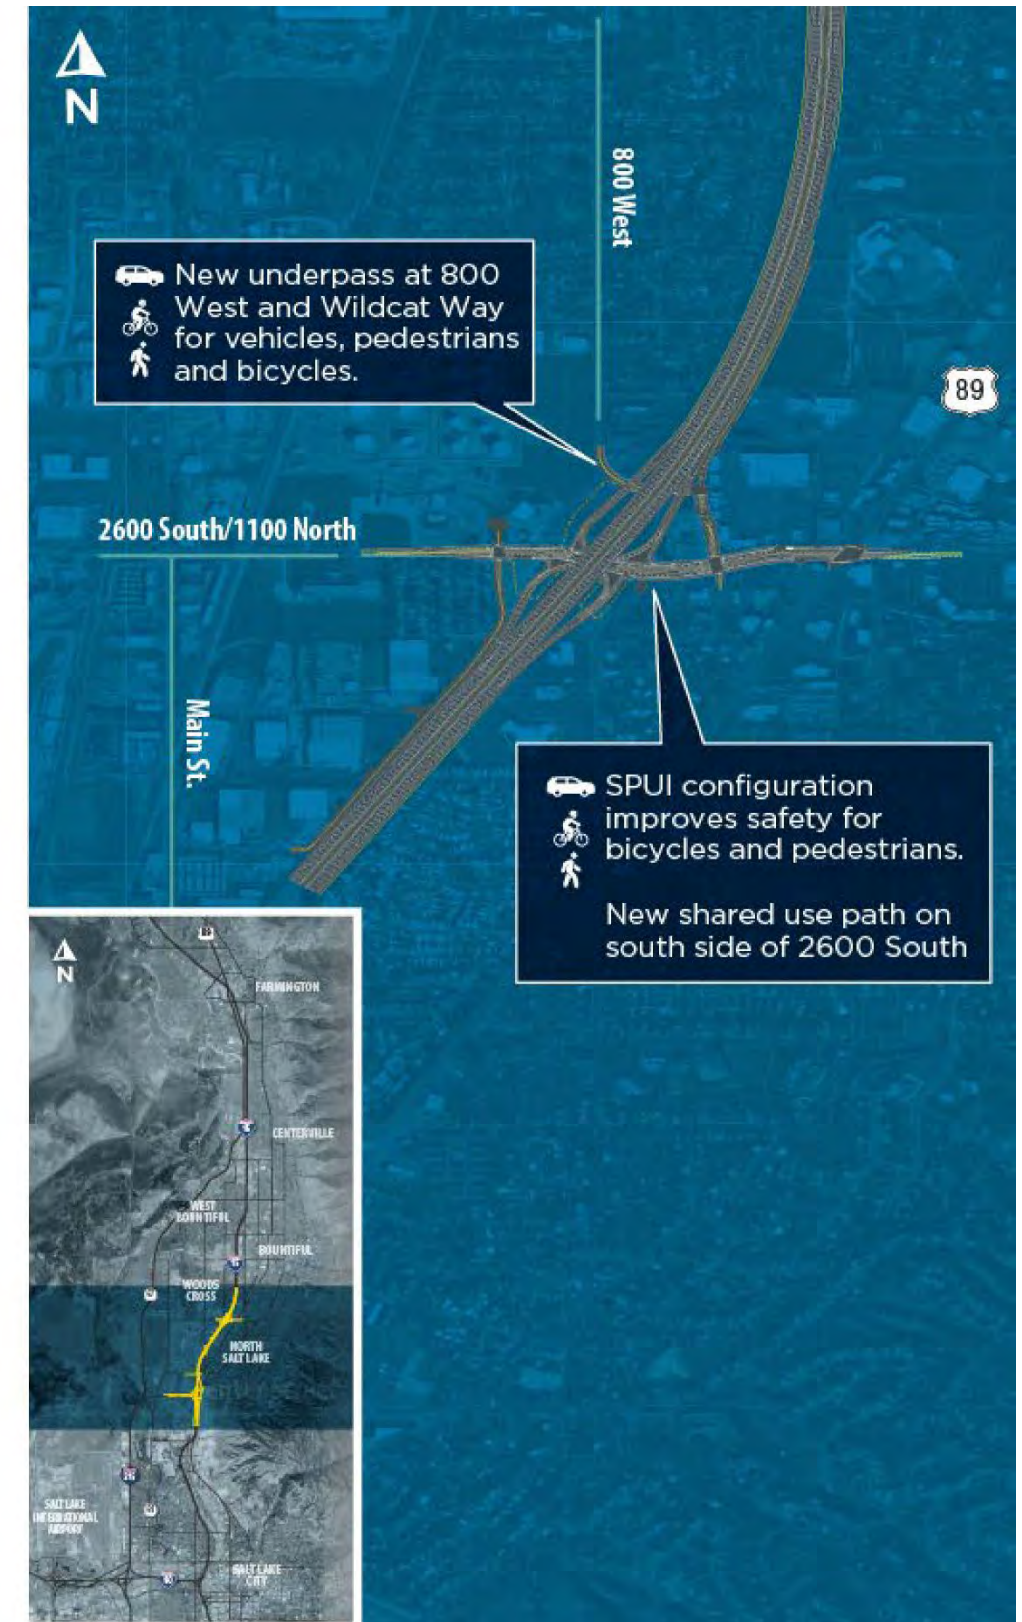 N
800 West
New underpass at 800
West and Wildcat Way
for vehicles, pedestrians
and bicycles.
89
2600 South/1100 North
Main St.
SPUI configuration
improves safety for
bicycles and pedestrians.
New shared use path on
south side of 2600 South
N
89
FARMINGTON
CENTERVILLE
WEST
BOUNTIFUL
BOUNTIFUL
WOODS
CROSS
NORTH
SALT LAKE
SALT LAKE
INTERNATIONAL
AIRPORT
SALT LAKE
CITY